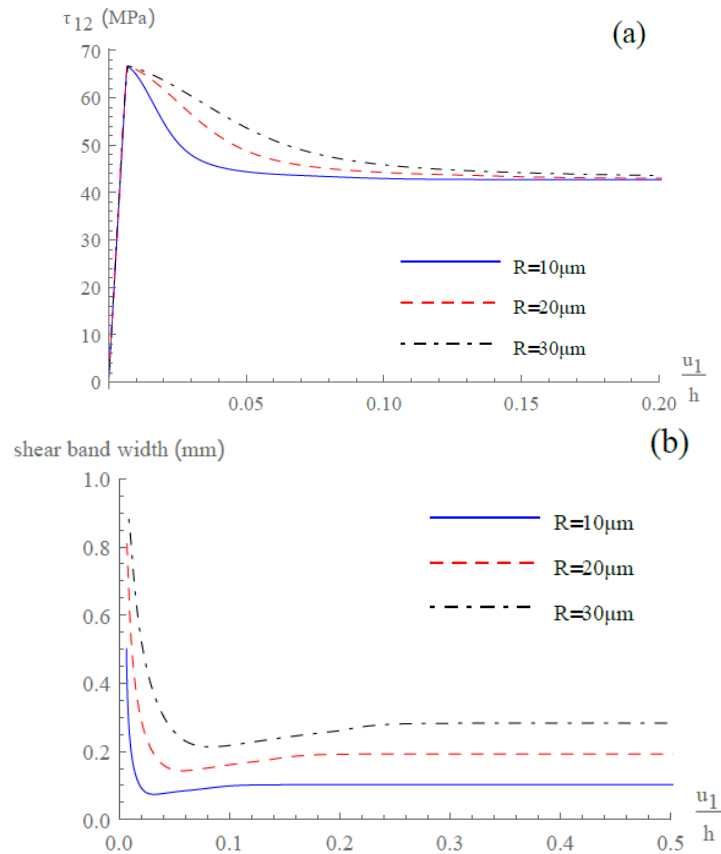 τ12 (MPa)
(a)
70
60
50
40
30
20
10
0
R=10μm
R=20μm
R=30μm
0.05
0.10
0.15
0.20
u1
h
shear band width (mm)
(b)
1.0
0.8
0.6
0.4
0.2
0.0
R=10μm
R=20μm
R=30μm
0.0
0.1
0.2
0.3
0.4
0.5
u1
h